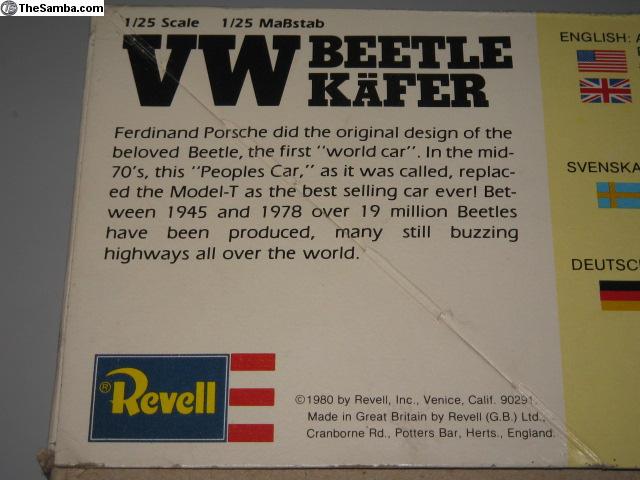 TheSamba.com
1/25 Scale 1/25 Maßstab
VW BEETLE
KÄFER
Ferdinand Porsche did the original design of the
beloved Beetle, the first "world car". In the mid-
70's, this "Peoples Car," as it was called, replac-
ed the Model-T as the best selling car ever! Bet-
ween 1945 and 1978 over 19 million Beetles
have been produced, many still buzzing
highways all over the world.
Revell
®
©1980 by Revell, Inc., Venice, Calif. 90291.
Made in Great Britain by Revell (G.B.) Ltd.,
Cranborne Rd., Potters Bar, Herts., England.
ENGLISH:
SVENSKA
DEUTSC